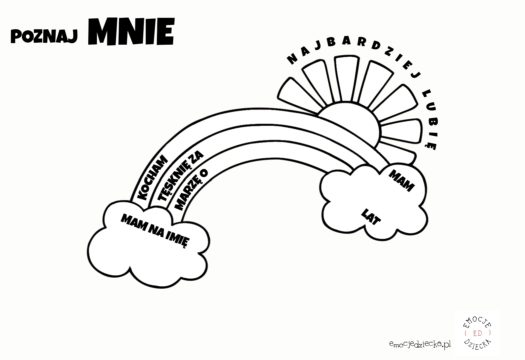 POZNAJ MNIE
NAJBARDZIEJ LUBIĘ
KOCHAM
TĘSKNIĘ ZA
MARZĘ O
MAM NA IMIĘ
MAM
LAT
emocjedziecka.pl
EMOCJE
ED
DZIECKA